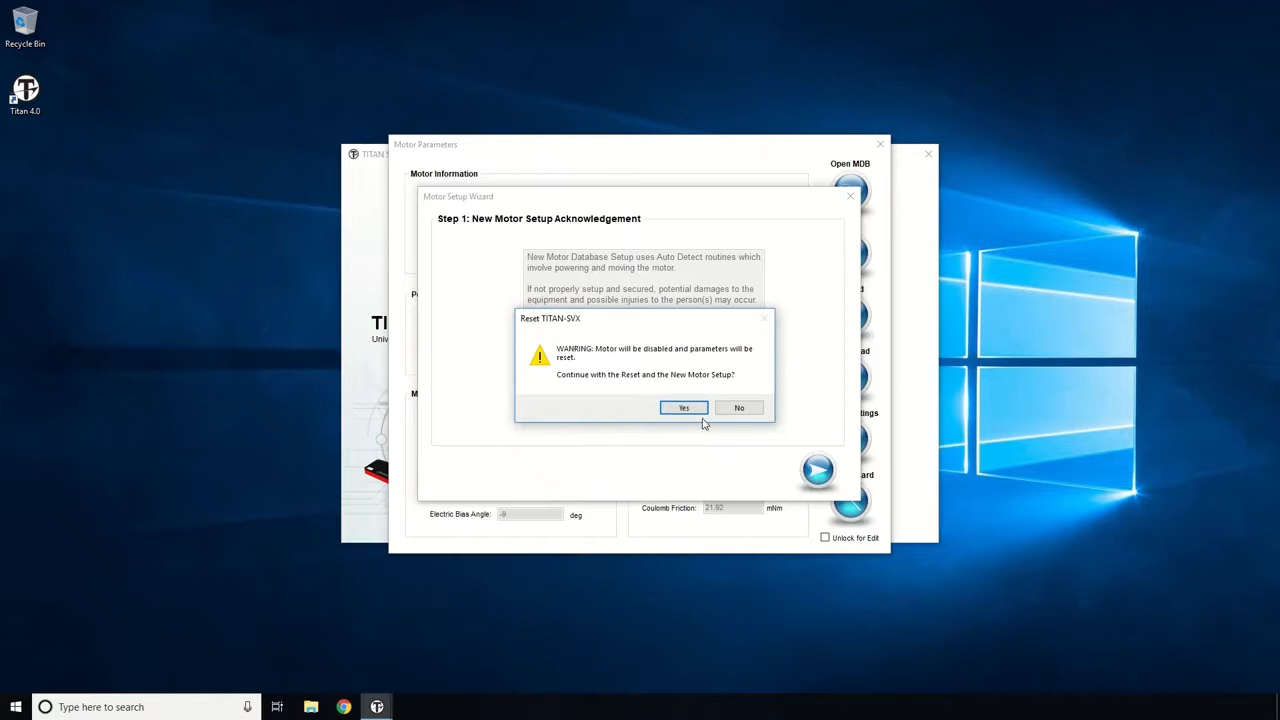 Recycle Bin
Titan 4.0
Motor Parameters
TITAN S
Open MDB
Motor Information
Motor Setup Wizard
Step 1: New Motor Setup Acknowledgement
New Motor Database Setup uses Auto Detect routines which
involve powering and moving the motor.
If not properly setup and secured, potential damages to the
equipment and possible injuries to the person(s) may occur.
Reset TITAN-SVX
WANRING: Motor will be disabled and parameters will be
reset.
Continue with the Reset and the New Motor Setup?
Yes
No
TI
Univ
P
M
d
ad
ttings
ard
Electric Bias Angle:
-9
deg
Coulomb Friction:
21.92
mNm
Unlock for Edit
Type here to search